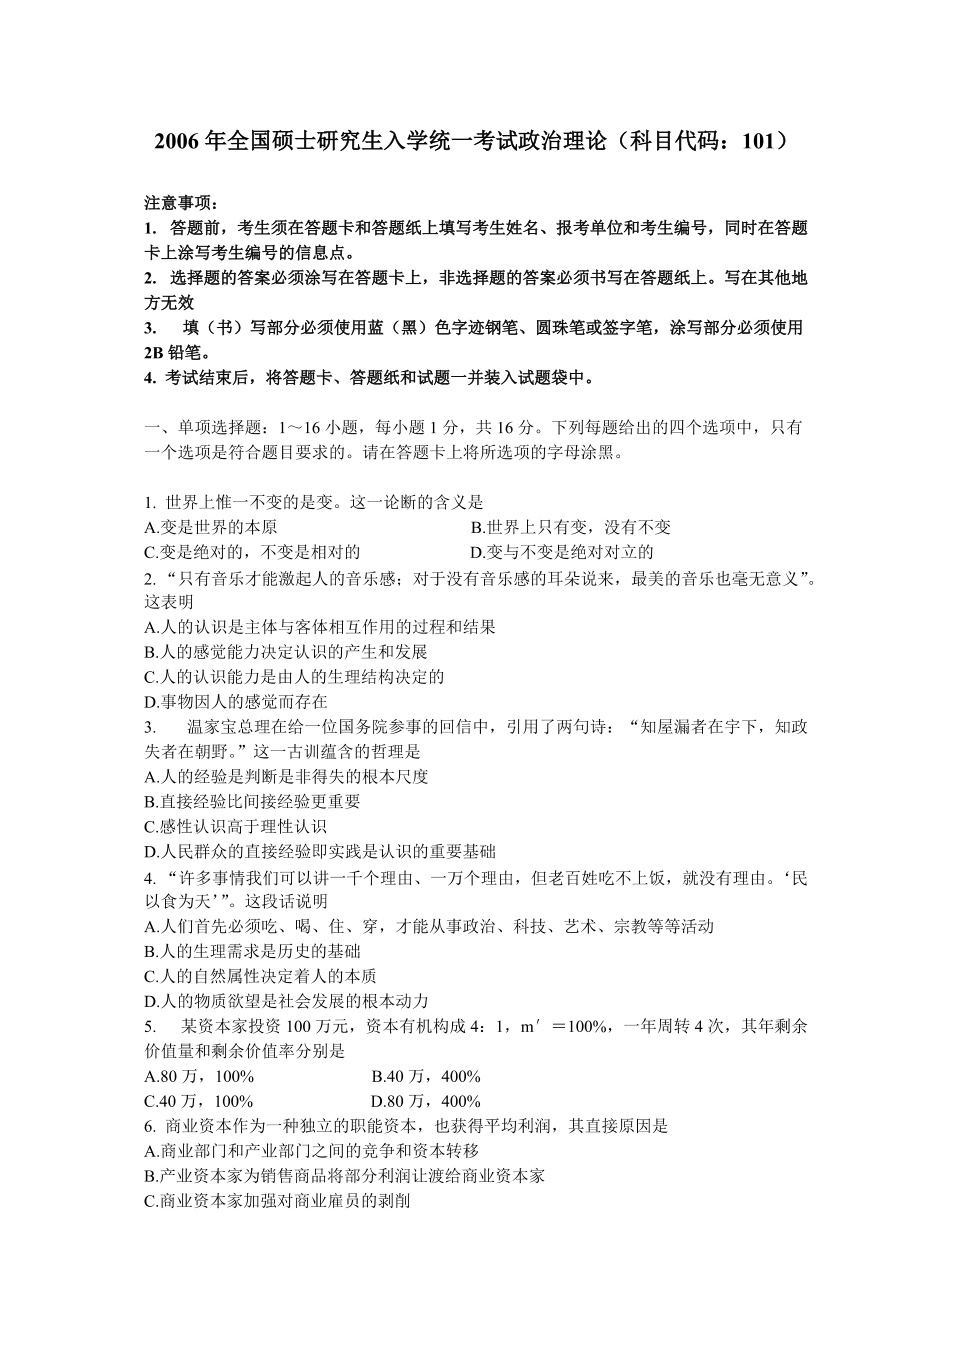 2006 年全国硕士研究生入学统一考试政治理论（科目代码：101）
注意事项：
1. 答题前，考生须在答题卡和答题纸上填写考生姓名、报考单位和考生编号，同时在答题
卡上涂写考生编号的信息点。
2. 选择题的答案必须涂写在答题卡上，非选择题的答案必须书写在答题纸上。写在其他地
方无效
3. 填（书）写部分必须使用蓝（黑）色字迹钢笔、圆珠笔或签字笔，涂写部分必须使用
2B 铅笔。
4. 考试结束后，将答题卡、答题纸和试题一并装入试题袋中。
一、单项选择题：1～16 小题，每小题 1 分，共 16 分。下列每题给出的四个选项中，只有
一个选项是符合题目要求的。请在答题卡上将所选项的字母涂黑。
1. 世界上惟一不变的是变。这一论断的含义是
A.变是世界的本原 B.世界上只有变，没有不变
C.变是绝对的，不变是相对的 D.变与不变是绝对对立的
2. “只有音乐才能激起人的音乐感；对于没有音乐感的耳朵说来，最美的音乐也毫无意义”。
这表明
A.人的认识是主体与客体相互作用的过程和结果
B.人的感觉能力决定认识的产生和发展
C.人的认识能力是由人的生理结构决定的
D.事物因人的感觉而存在
3. 温家宝总理在给一位国务院参事的回信中，引用了两句诗：“知屋漏者在宇下，知政
失者在朝野。”这一古训蕴含的哲理是
A.人的经验是判断是非得失的根本尺度
B.直接经验比间接经验更重要
C.感性认识高于理性认识
D.人民群众的直接经验即实践是认识的重要基础
4. “许多事情我们可以讲一千个理由、一万个理由，但老百姓吃不上饭，就没有理由。‘民
以食为天’”。这段话说明
A.人们首先必须吃、喝、住、穿，才能从事政治、科技、艺术、宗教等等活动
B.人的生理需求是历史的基础
C.人的自然属性决定着人的本质
D.人的物质欲望是社会发展的根本动力
5. 某资本家投资 100 万元，资本有机构成 4：1，m′＝100%，一年周转 4 次，其年剩余
价值量和剩余价值率分别是
A.80 万，100% B.40 万，400%
C.40 万，100% D.80 万，400%
6. 商业资本作为一种独立的职能资本，也获得平均利润，其直接原因是
A.商业部门和产业部门之间的竞争和资本转移
B.产业资本家为销售商品将部分利润让渡给商业资本家
C.商业资本家加强对商业雇员的剥削